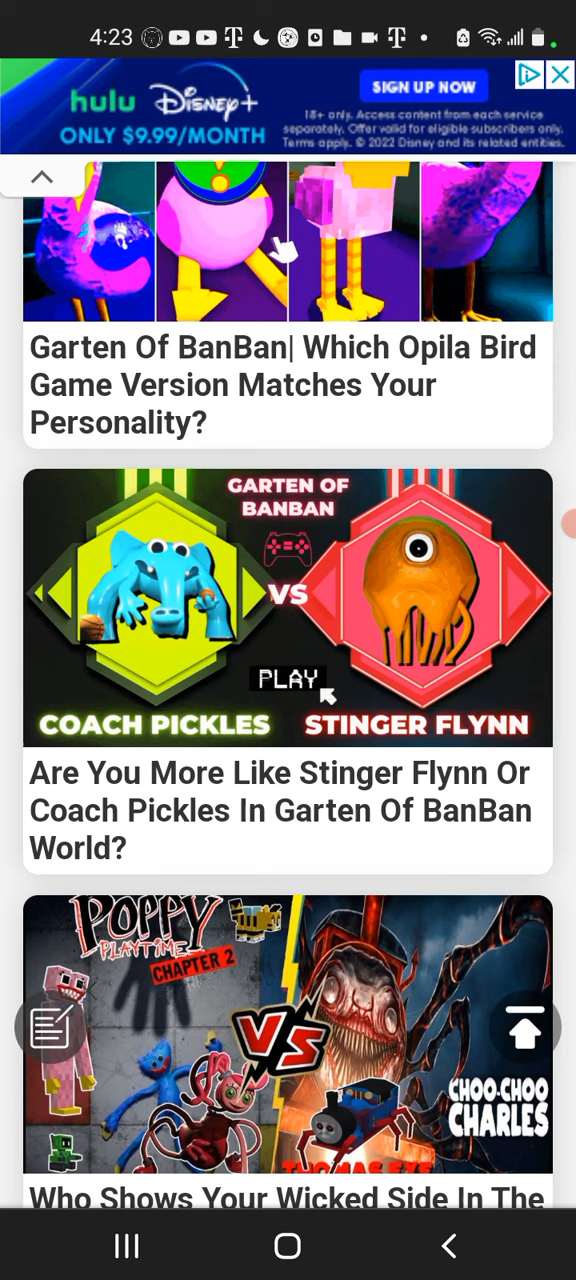 4:23
hulu Disney+
ONLY $9.99/MONTH
SIGN UP NOW
18+ only. Access content from each service
separately. Offer valid for eligible subscribers only.
Terms apply. © 2022 Disney and its related entities.
Garten Of BanBan| Which Opila Bird
Game Version Matches Your
Personality?
GARTEN OF
BANBAN
VS
PLAY
COACH PICKLES
STINGER FLYNN
Are You More Like Stinger Flynn Or
Coach Pickles In Garten Of BanBan
World?
POPPY
PLAYTIME
CHAPTER 2
VS
CHOO-CHOO
CHARLES
THOMAS.EXE
Who Shows Your Wicked Side In The